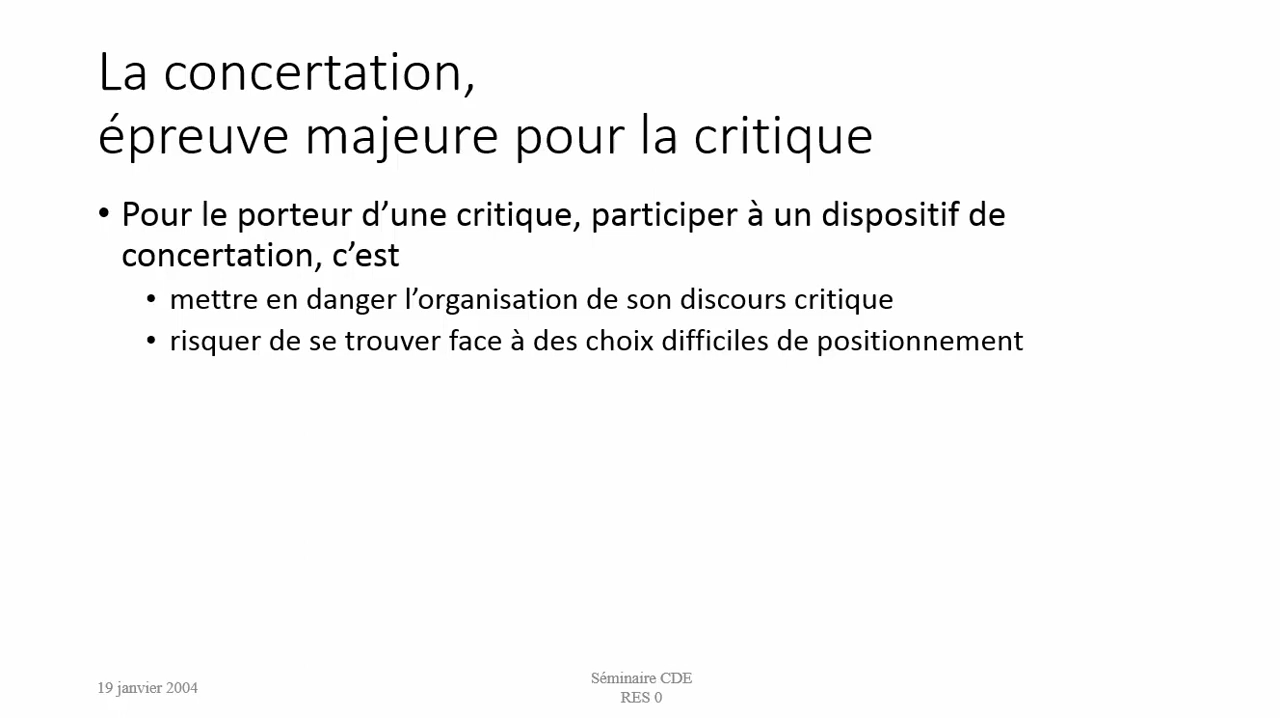 La concertation,
épreuve majeure pour la critique
• Pour le porteur d’une critique, participer à un dispositif de
concertation, c’est
• mettre en danger l’organisation de son discours critique
• risquer de se trouver face à des choix difficiles de positionnement
19 janvier 2004
Séminaire CDE
RES 0